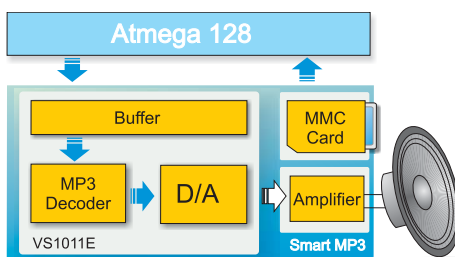 Atmega 128
Buffer
MMC
Card
MP3
Decoder
D/A
Amplifier
VS1011E
Smart MP3